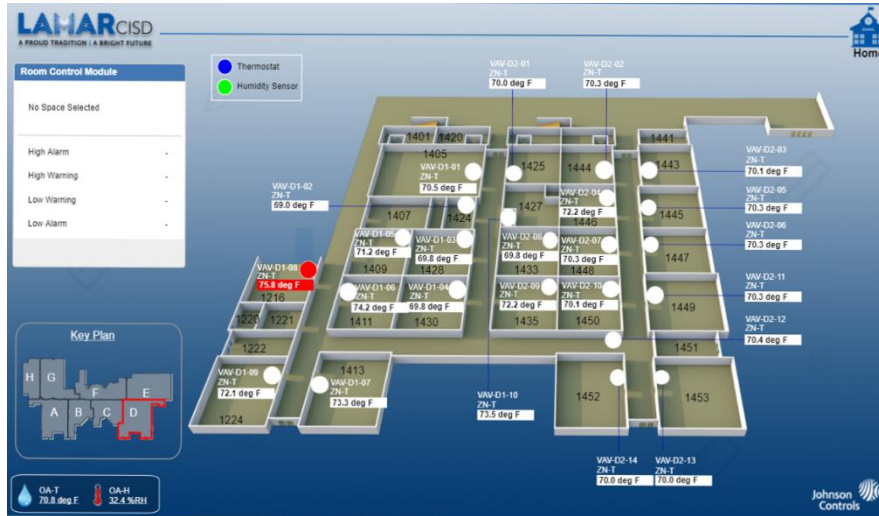 LAMAR CISD
A PROUD TRADITION | A BRIGHT FUTURE
Home
Room Control Module
No Space Selected
High Alarm -
High Warning -
Low Warning -
Low Alarm -
Thermostat
Humidity Sensor
VAV-D2-01
ZN-T
70.0 deg F
VAV-D2-02
ZN-T
70.3 deg F
1401
1420
1405
VAV-D1-01
ZN-T
70.5 deg F
1425
1444
1441
1443
VAV-D2-03
ZN-T
70.1 deg F
VAV-D1-02
ZN-T
69.0 deg F
1407
1424
1427
VAV-D2-04
ZN-T
72.2 deg F
1446
1445
VAV-D2-05
ZN-T
70.3 deg F
VAV-D1-05
ZN-T
71.2 deg F
1409
VAV-D1-03
ZN-T
69.8 deg F
1428
VAV-D2-08
ZN-T
69.8 deg F
1433
VAV-D2-07
ZN-T
70.3 deg F
1448
1447
VAV-D2-06
ZN-T
70.3 deg F
VAV-D1-08
ZN-T
75.8 deg F
1216
VAV-D1-06
ZN-T
74.2 deg F
1411
VAV-D1-04
ZN-T
69.8 deg F
1430
VAV-D2-09
ZN-T
72.2 deg F
1435
VAV-D2-10
ZN-T
70.1 deg F
1450
1449
VAV-D2-11
ZN-T
70.3 deg F
1220
1221
1222
1451
VAV-D2-12
ZN-T
70.4 deg F
VAV-D1-09
ZN-T
72.1 deg F
1224
1413
VAV-D1-07
ZN-T
73.3 deg F
VAV-D1-10
ZN-T
73.5 deg F
1452
1453
VAV-D2-14
ZN-T
70.0 deg F
VAV-D2-13
ZN-T
70.0 deg F
Key Plan
H
G
F
E
A
B
C
D
OA-T
70.8 deg F
OA-H
32.4 %RH
Johnson
Controls